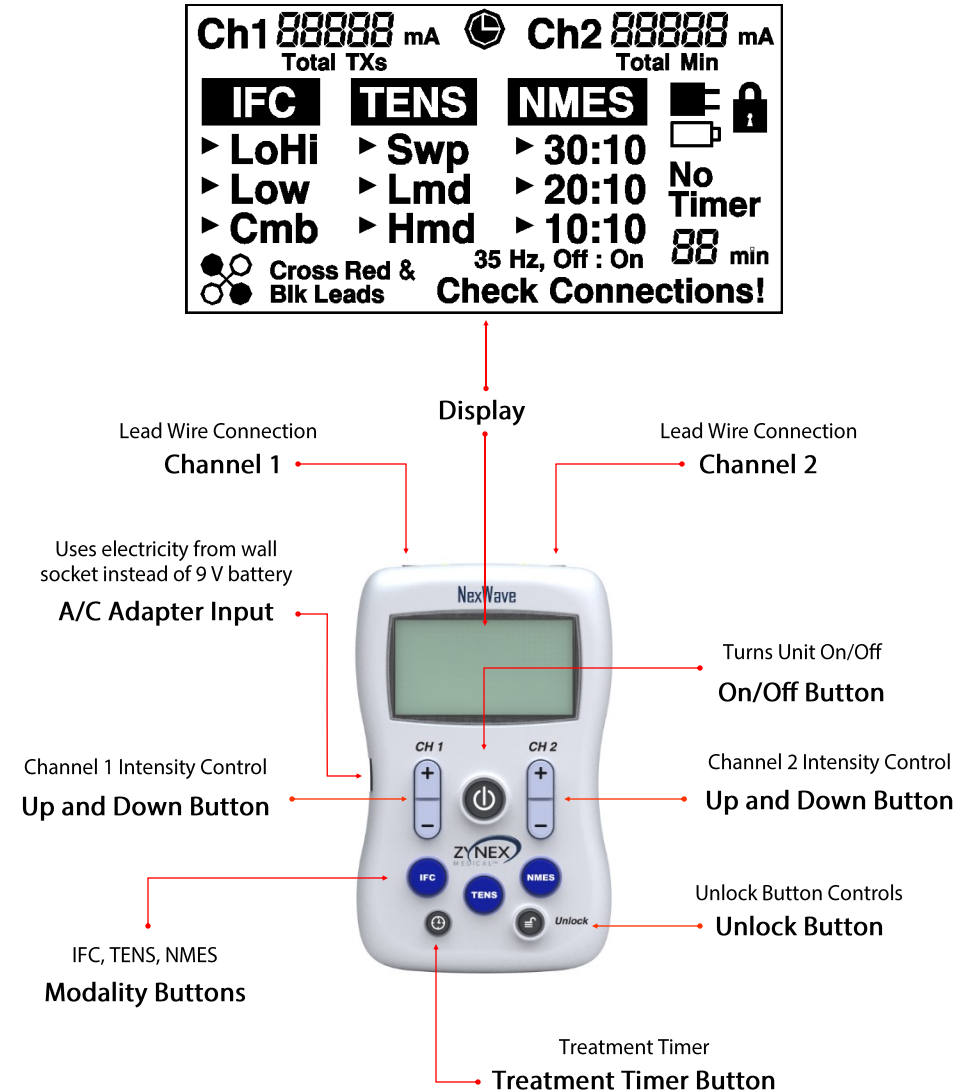 Ch1 88888 mA Ch2 88888 mA
Total TXs Total Min
IFC TENS NMES
LoHi Swp 30:10
Low Lmd 20:10
Cmb Hmd 10:10
No
Timer
88 min
35 Hz, Off : On
Cross Red &
Blk Leads
Check Connections!
Display
Lead Wire Connection
Channel 1
Lead Wire Connection
Channel 2
Uses electricity from wall
socket instead of 9 V battery
A/C Adapter Input
NexWave
Turns Unit On/Off
On/Off Button
CH 1 CH 2
+ +
− −
Channel 1 Intensity Control
Up and Down Button
Channel 2 Intensity Control
Up and Down Button
ZYNEX
MEDICAL™
IFC TENS NMES
Unlock
Unlock Button Controls
Unlock Button
IFC, TENS, NMES
Modality Buttons
Treatment Timer
Treatment Timer Button